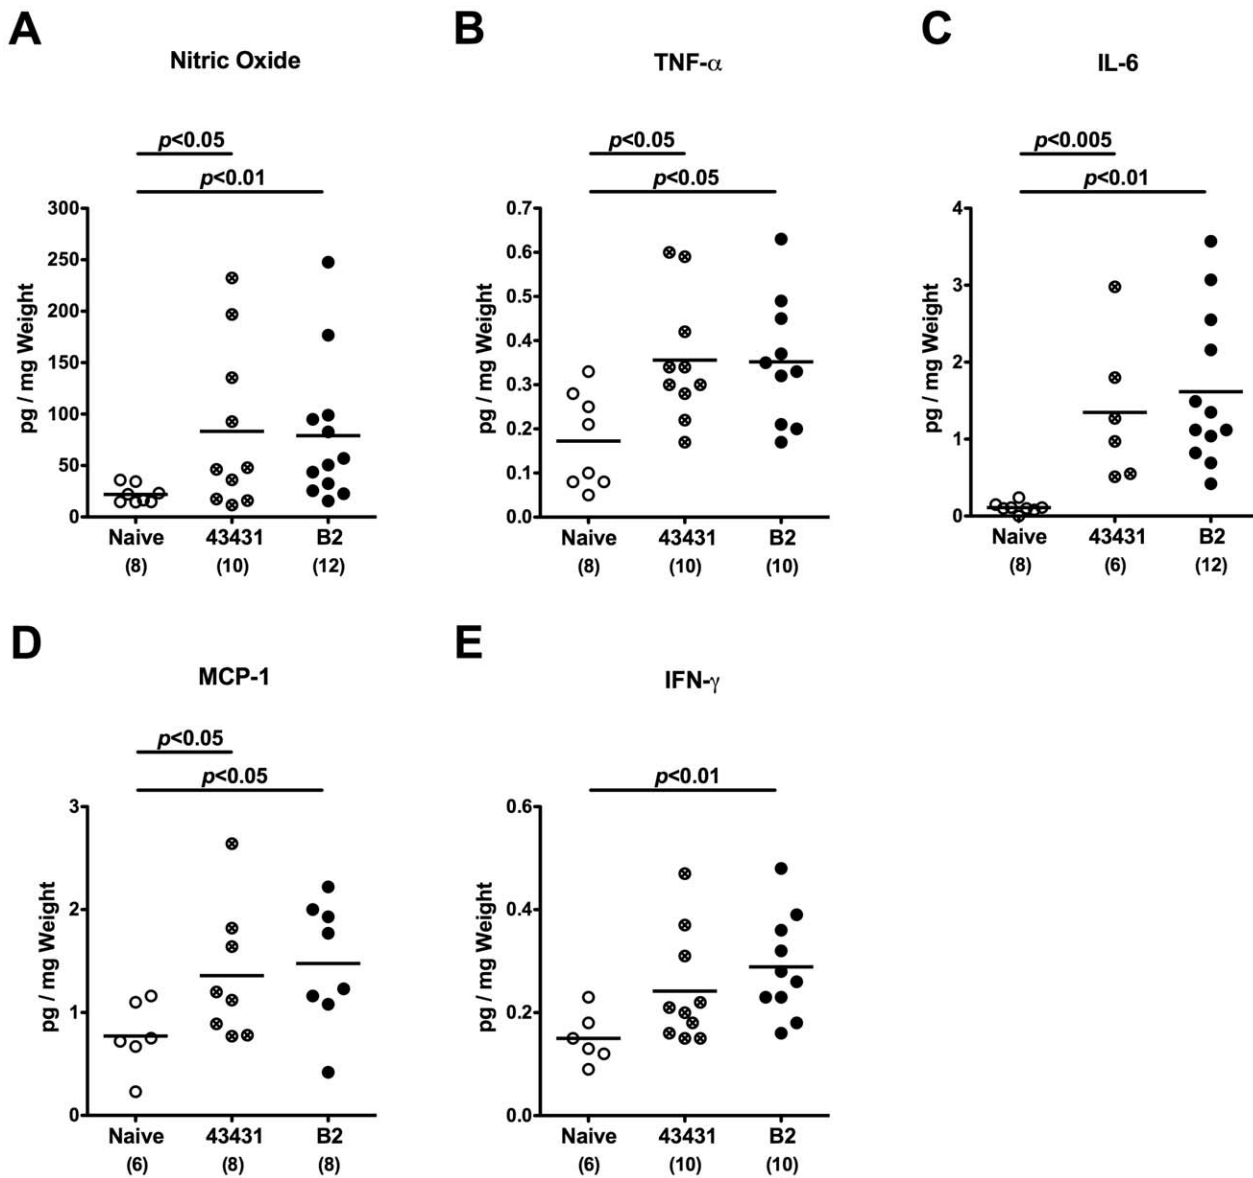 A
Nitric Oxide
p<0.05
p<0.01
pg / mg Weight
300
250
200
150
100
50
0
Naive 43431 B2
(8) (10) (12)
B
TNF-α
p<0.05
p<0.05
pg / mg Weight
0.7
0.6
0.5
0.4
0.3
0.2
0.1
0.0
Naive 43431 B2
(8) (10) (10)
C
IL-6
p<0.005
p<0.01
pg / mg Weight
4
3
2
1
0
Naive 43431 B2
(8) (6) (12)
D
MCP-1
p<0.05
p<0.05
pg / mg Weight
3
2
1
0
Naive 43431 B2
(6) (8) (8)
E
IFN-γ
p<0.01
pg / mg Weight
0.6
0.4
0.2
0.0
Naive 43431 B2
(6) (10) (10)